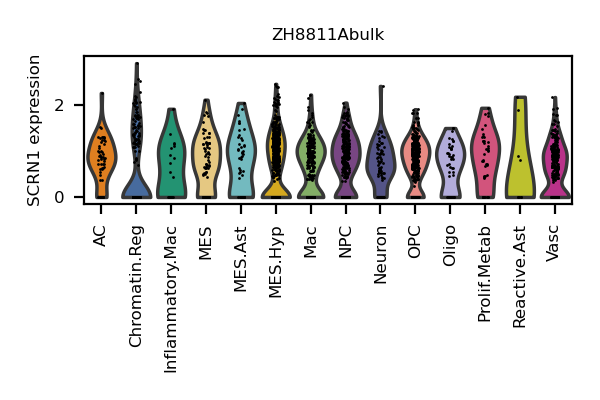 ZH8811Abulk
SCRN1 expression
2
0
AC
Chromatin.Reg
Inflammatory.Mac
MES
MES.Ast
MES.Hyp
Mac
NPC
Neuron
OPC
Oligo
Prolif.Metab
Reactive.Ast
Vasc